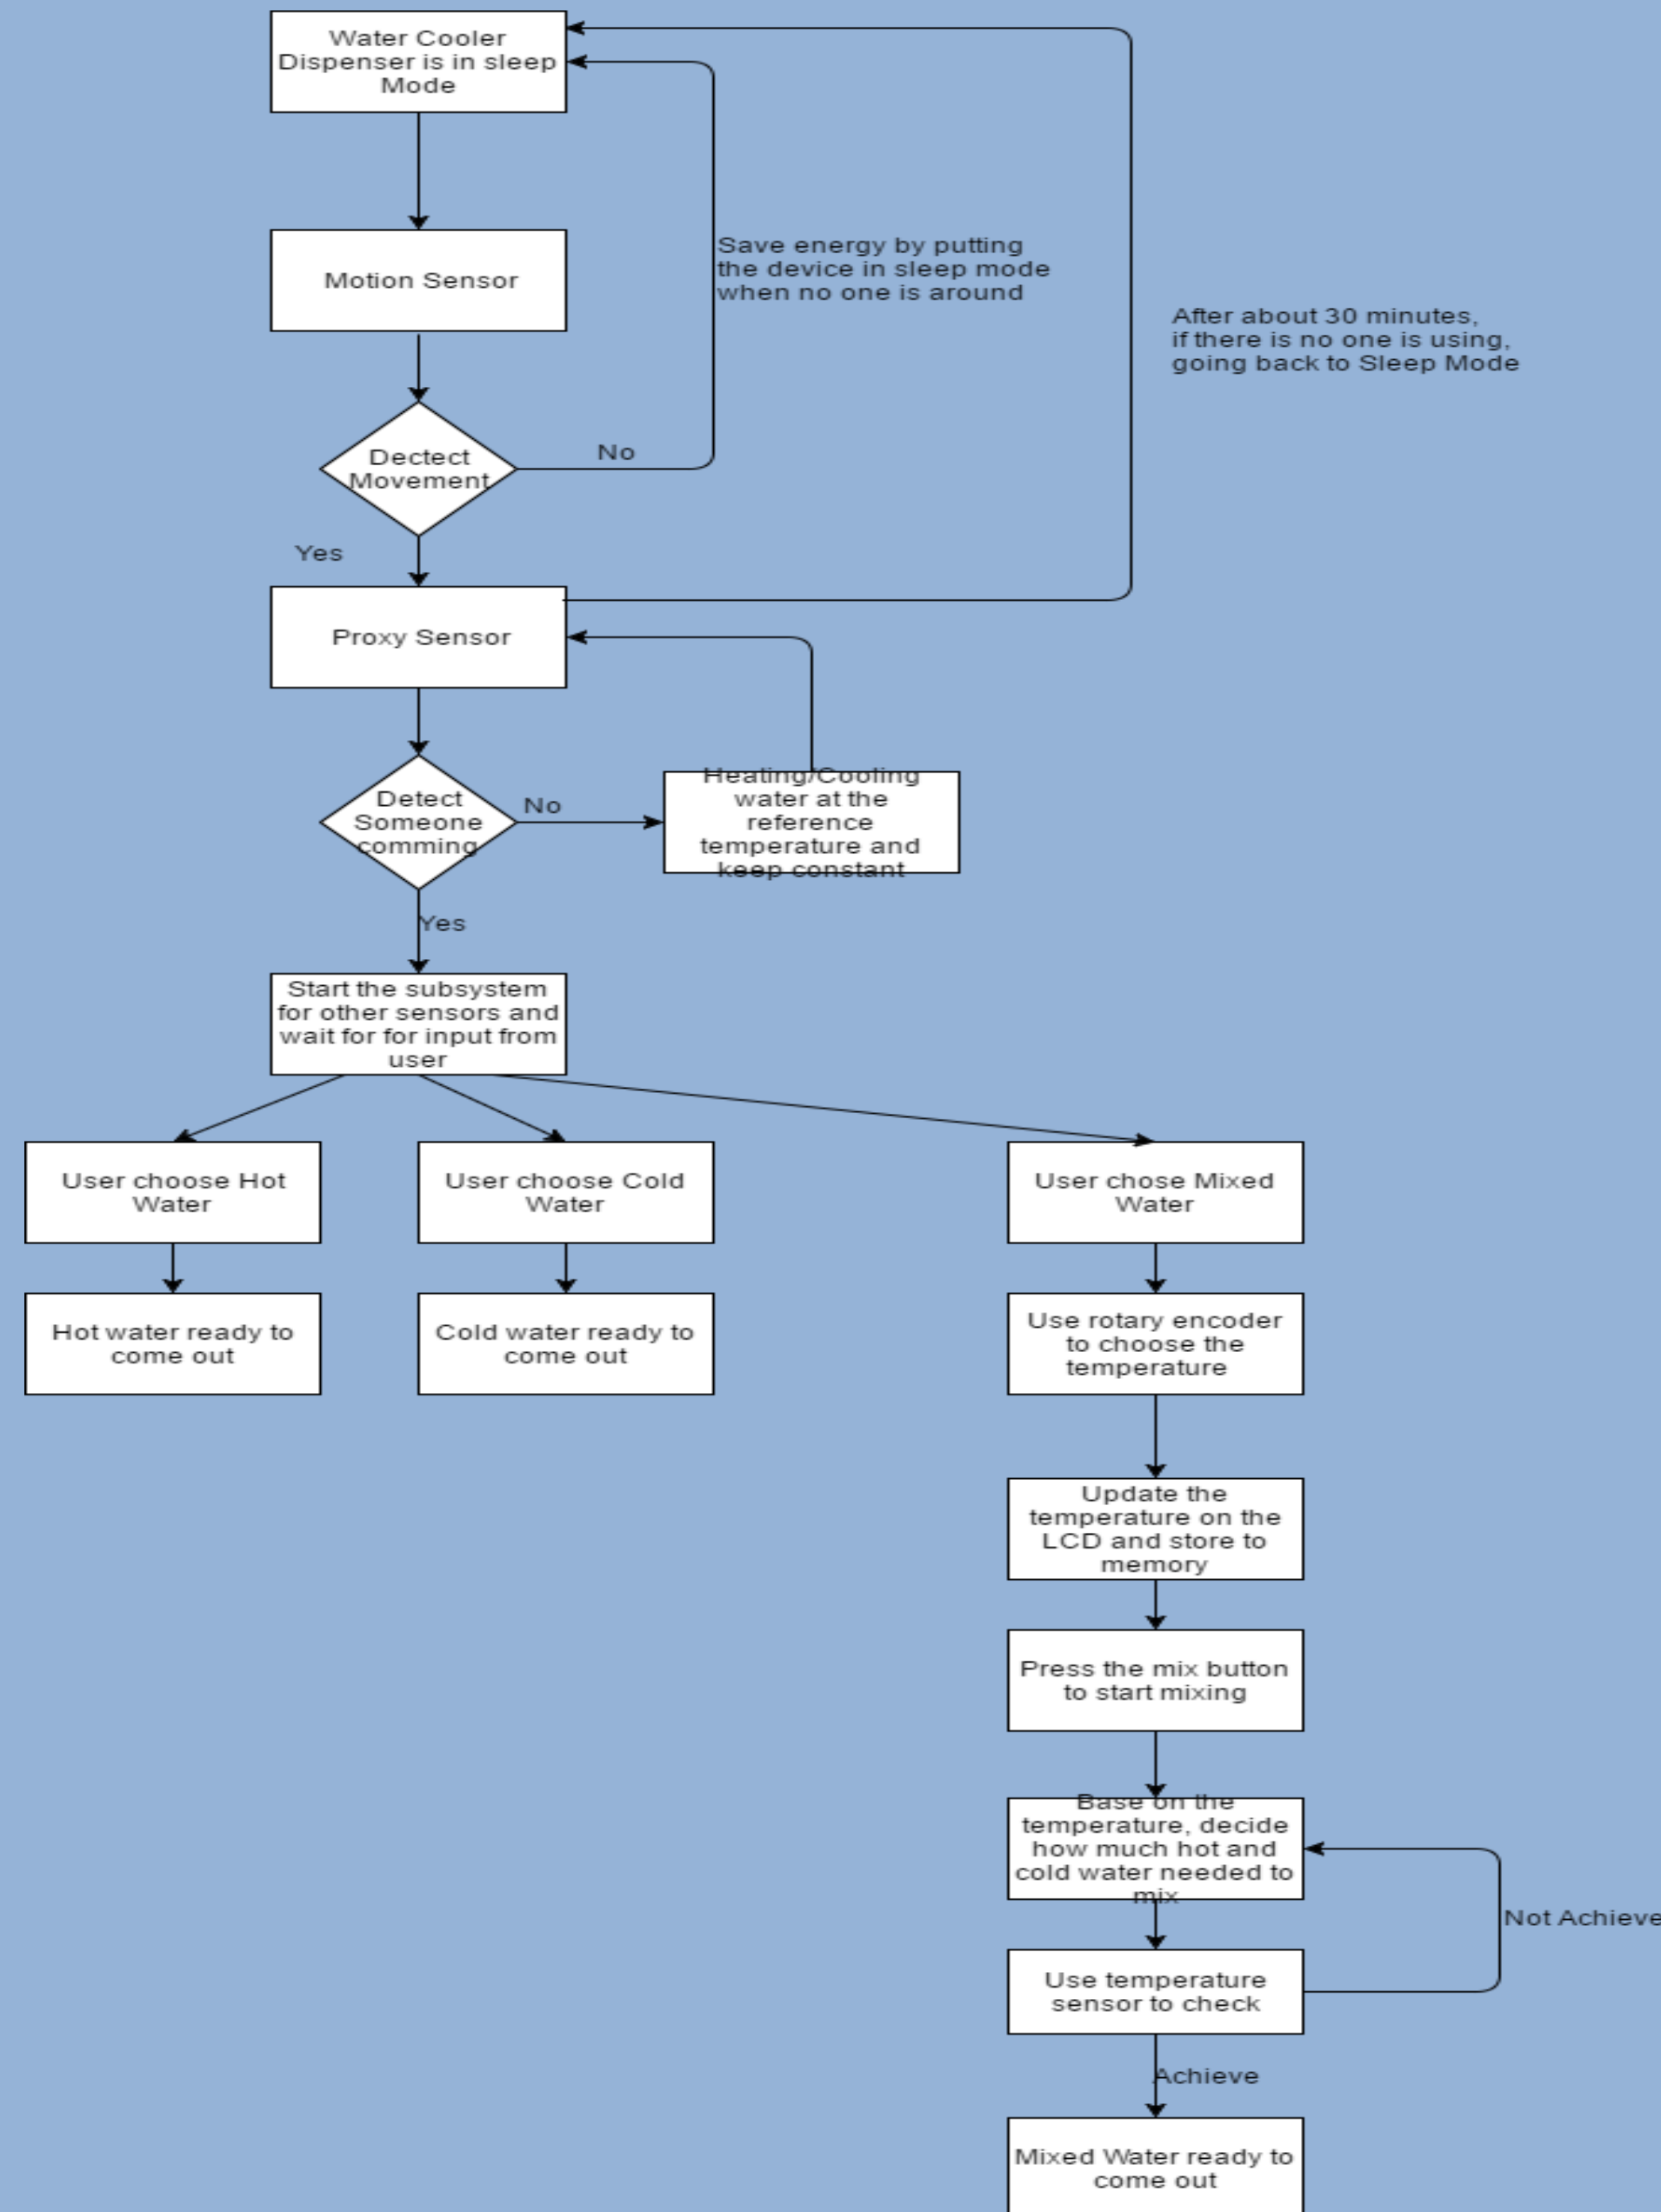 Water Cooler
Dispenser is in sleep
Mode
Motion Sensor
Save energy by putting
the device in sleep mode
when no one is around
After about 30 minutes,
if there is no one is using,
going back to Sleep Mode
Dectect
Movement
No
Yes
Proxy Sensor
Detect
Someone
comming
No
Heating/Cooling
water at the
reference
temperature and
keep constant
Yes
Start the subsystem
for other sensors and
wait for for input from
user
User choose Hot
Water
User choose Cold
Water
User chose Mixed
Water
Hot water ready to
come out
Cold water ready to
come out
Use rotary encoder
to choose the
temperature
Update the
temperature on the
LCD and store to
memory
Press the mix button
to start mixing
Base on the
temperature, decide
how much hot and
cold water needed to
mix
Not Achieve
Use temperature
sensor to check
Achieve
Mixed Water ready to
come out